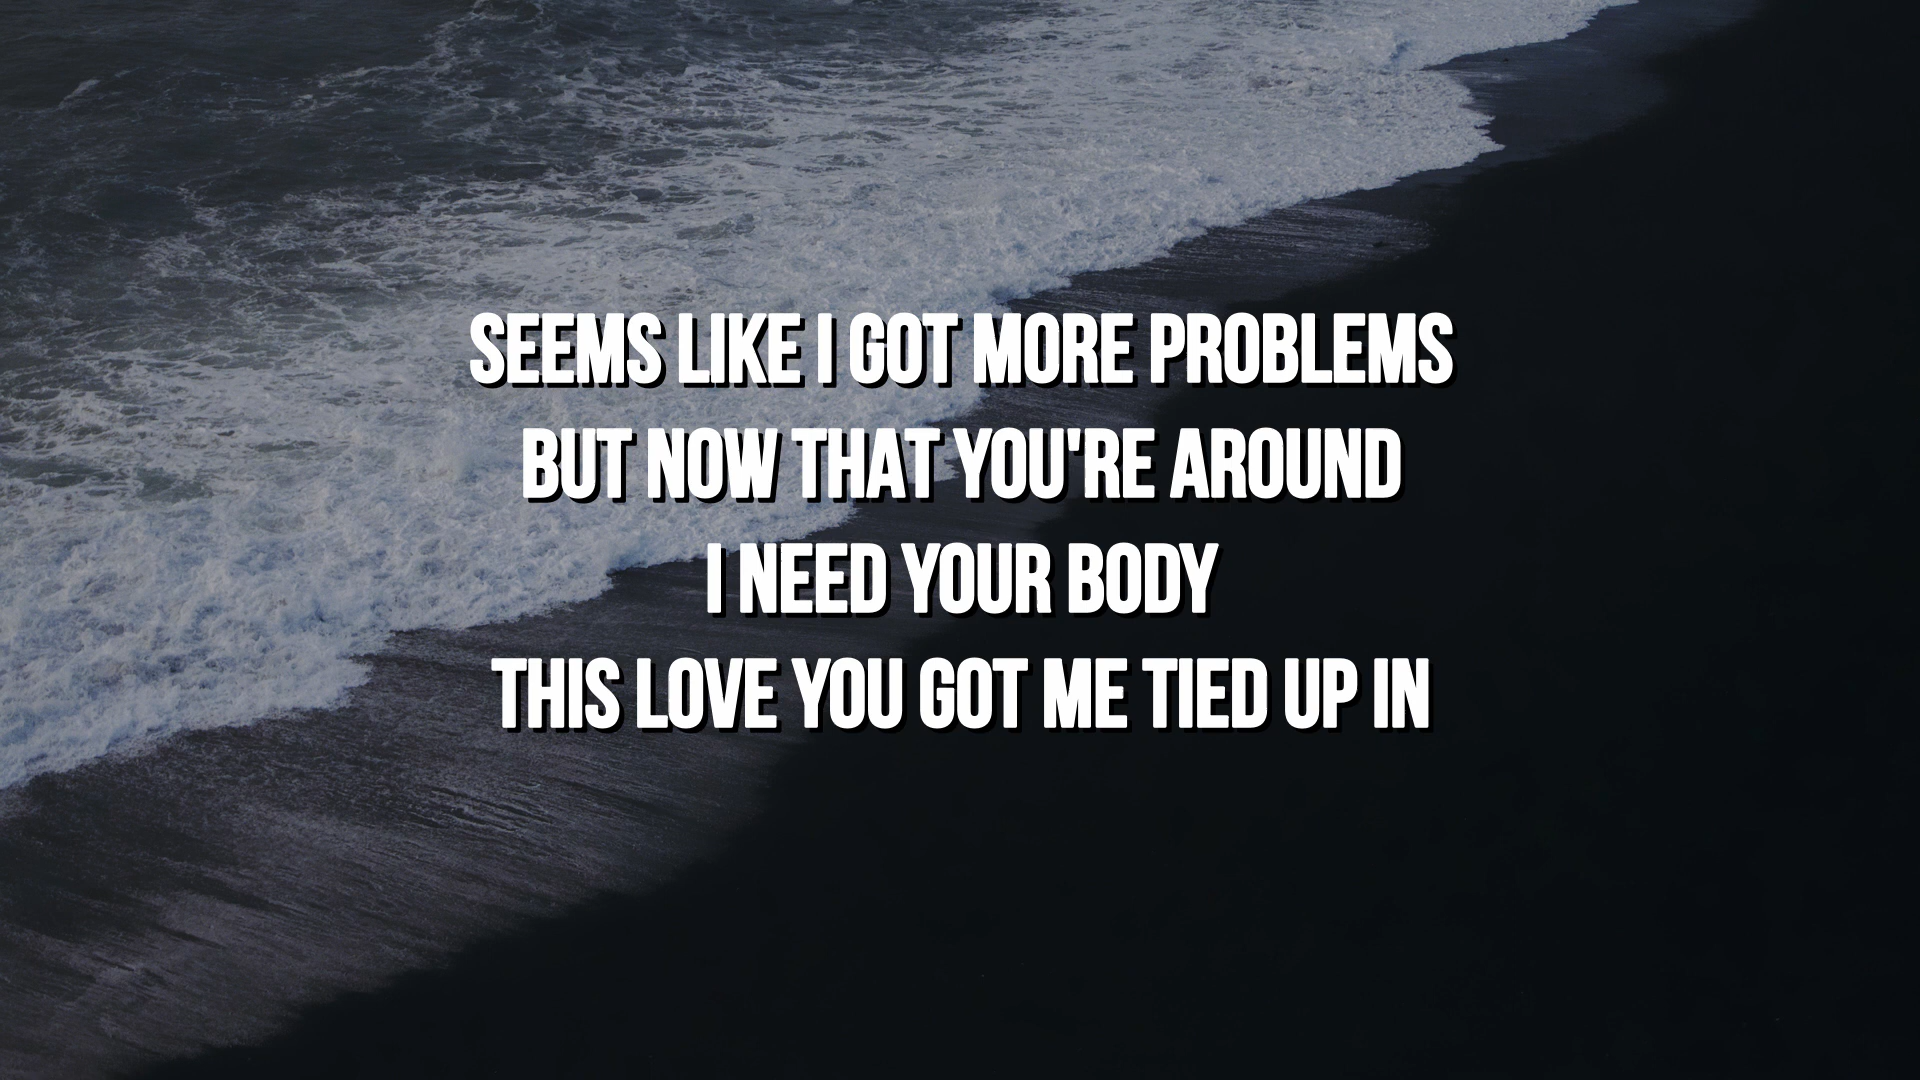 SEEMS LIKE I GOT MORE PROBLEMS
BUT NOW THAT YOU'RE AROUND
I NEED YOUR BODY
THIS LOVE YOU GOT ME TIED UP IN